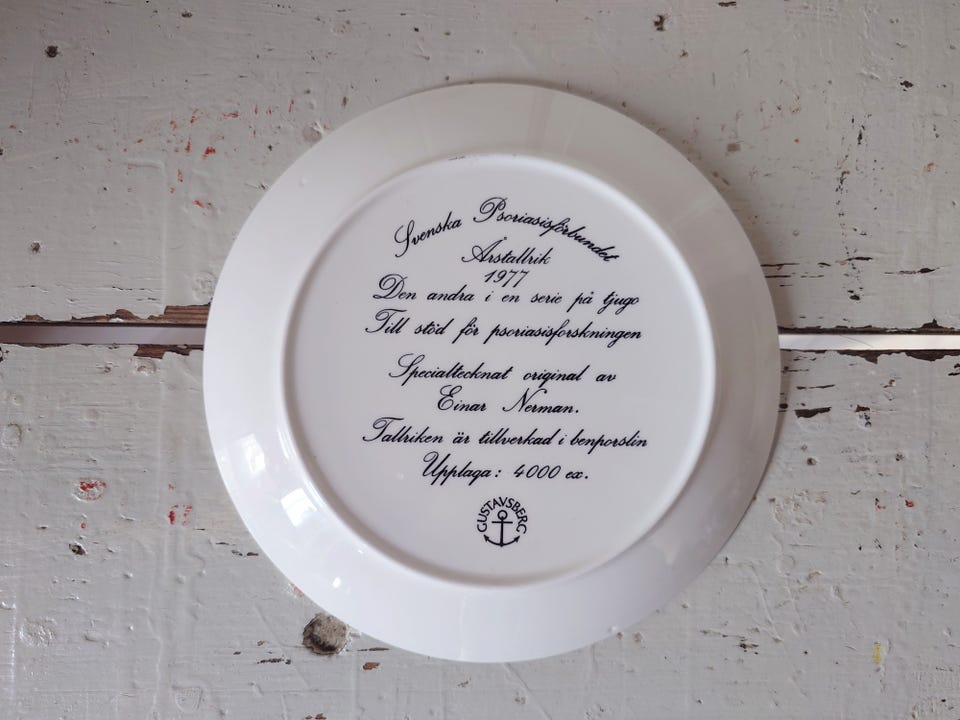 Svenska Psoriasisförbundet
Årstallrik
1977
Den andra i en serie på tjugo
Till stöd för psoriasisforskningen
Specialtecknat original av
Einar Nerman.
Tallriken är tillverkad i benporslin
Upplaga: 4000 ex.
GUSTAVSBERG